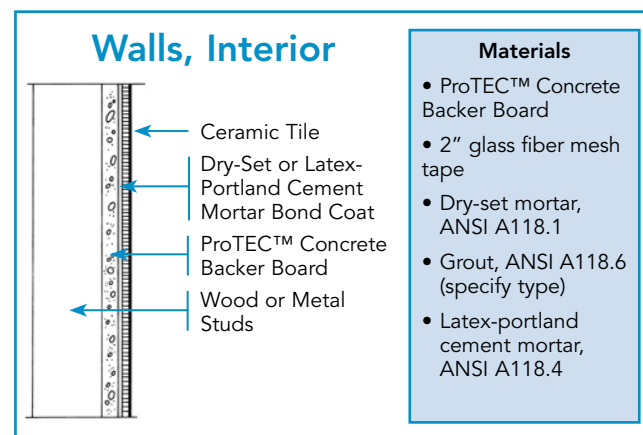 Walls, Interior
Ceramic Tile
Dry-Set or Latex-
Portland Cement
Mortar Bond Coat
ProTEC™ Concrete
Backer Board
Wood or Metal
Studs
Materials
• ProTEC™ Concrete
Backer Board
• 2” glass fiber mesh
tape
• Dry-set mortar,
ANSI A118.1
• Grout, ANSI A118.6
(specify type)
• Latex-portland
cement mortar,
ANSI A118.4